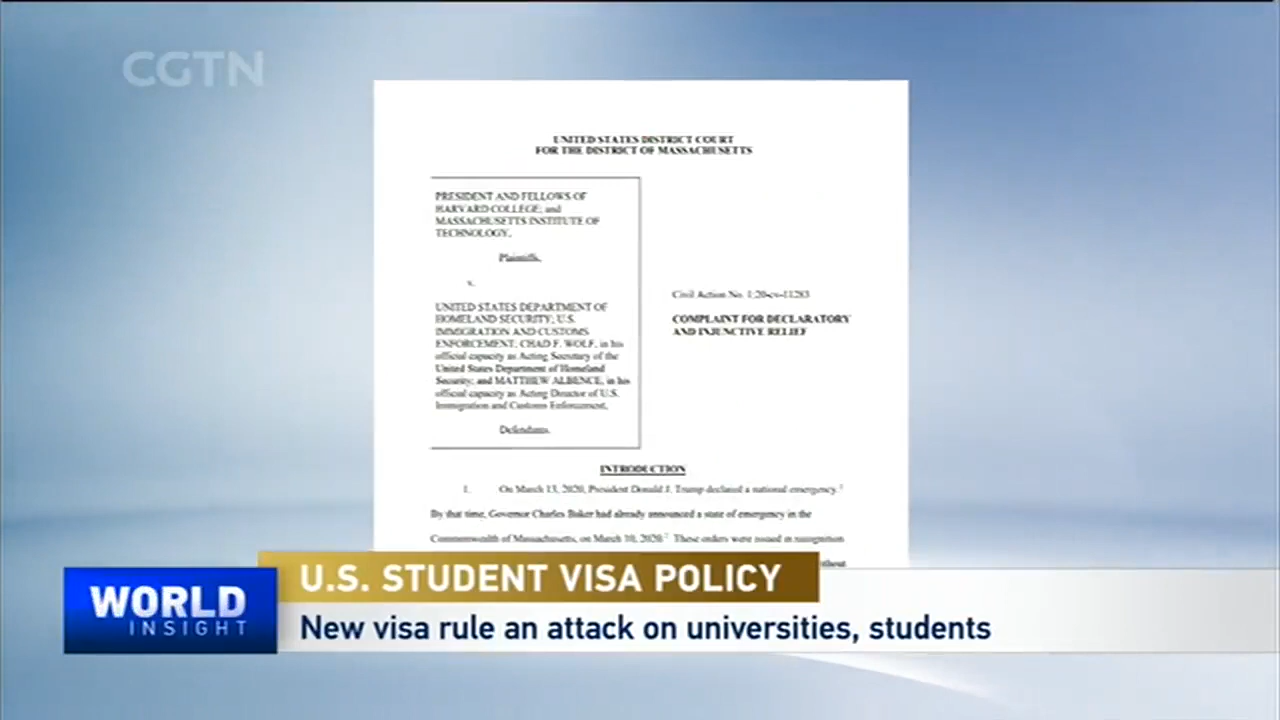 CGTN
UNITED STATES DISTRICT COURT
FOR THE DISTRICT OF MASSACHUSETTS
PRESIDENT AND FELLOWS OF
HARVARD COLLEGE; and
MASSACHUSETTS INSTITUTE OF
TECHNOLOGY,
Plaintiffs,
v.
UNITED STATES DEPARTMENT OF
HOMELAND SECURITY; U.S.
IMMIGRATION AND CUSTOMS
ENFORCEMENT; CHAD F. WOLF, in his
official capacity as Acting Secretary of the
United States Department of Homeland
Security; and MATTHEW ALBENCE, in his
official capacity as Acting Director of U.S.
Immigration and Customs Enforcement,
Defendants.
Civil Action No. 1:20-cv-11283
COMPLAINT FOR DECLARATORY
AND INJUNCTIVE RELIEF
INTRODUCTION
1. On March 13, 2020, President Donald J. Trump declared a national emergency.1
By that time, Governor Charles Baker had already announced a state of emergency in the
Commonwealth of Massachusetts, on March 10, 2020.2 These orders were issued in recognition
U.S. STUDENT VISA POLICY
WORLD
INSIGHT
New visa rule an attack on universities, students